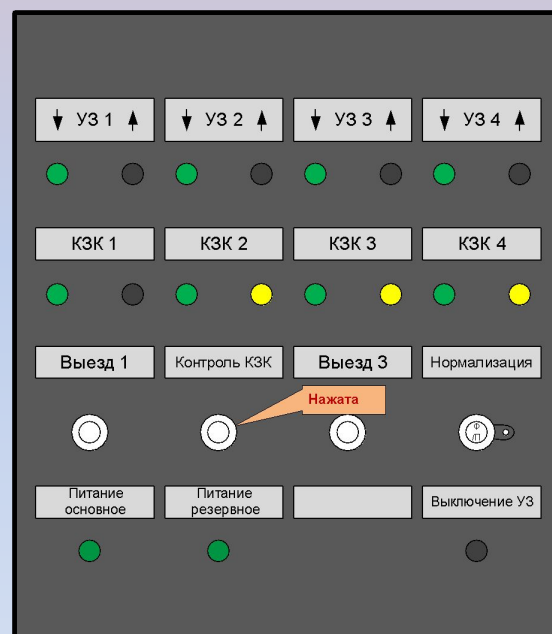 ↓ УЗ 1 ↑
↓ УЗ 2 ↑
↓ УЗ 3 ↑
↓ УЗ 4 ↑
КЗК 1
КЗК 2
КЗК 3
КЗК 4
Выезд 1
Контроль КЗК
Выезд 3
Нормализация
Нажата
Ф
/П
Питание
основное
Питание
резервное
Выключение УЗ